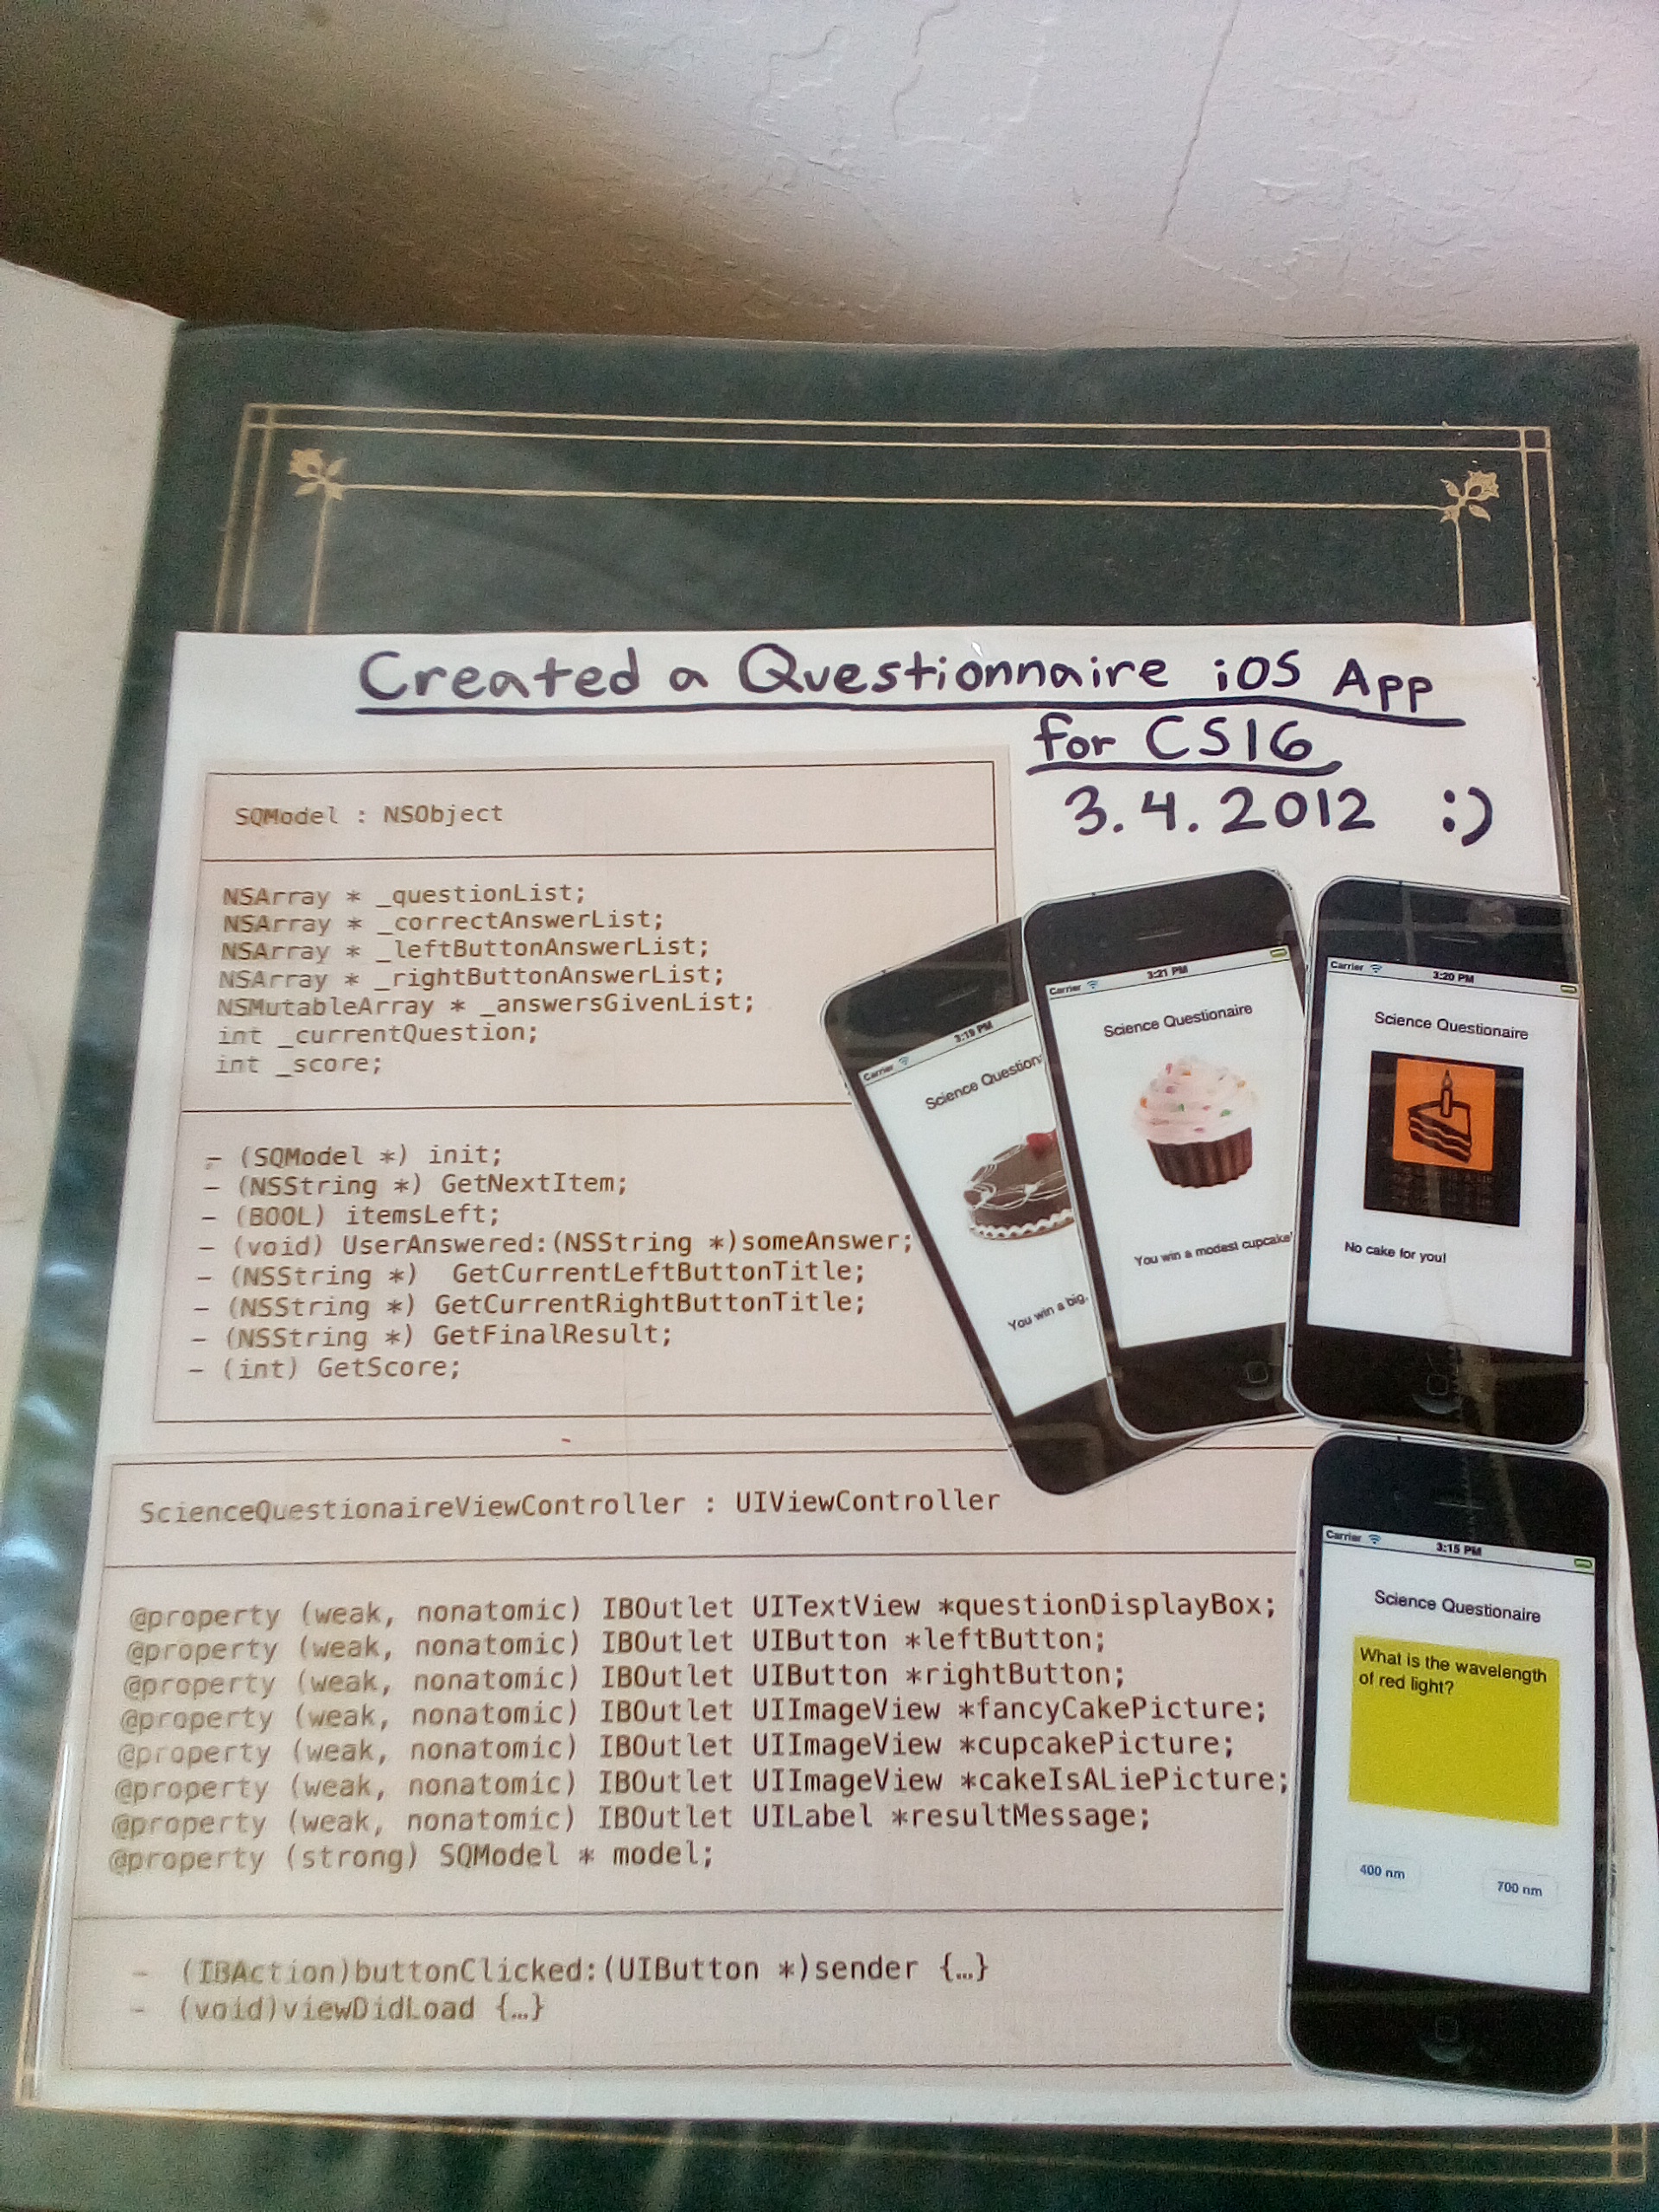 Created a Questionnaire iOS App
for CS16
3.4.2012 :)
SQModel : NSObject
NSArray * _questionList;
NSArray * _correctAnswerList;
NSArray * _leftButtonAnswerList;
NSArray * _rightButtonAnswerList;
NSMutableArray * _answersGivenList;
int _currentQuestion;
int _score;
– (SQModel *) init;
– (NSString *) GetNextItem;
– (BOOL) itemsLeft;
– (void) UserAnswered:(NSString *)someAnswer;
– (NSString *)  GetCurrentLeftButtonTitle;
– (NSString *) GetCurrentRightButtonTitle;
– (NSString *) GetFinalResult;
– (int) GetScore;
Carrier 3:19 PM
Science Question
You win a big,
Carrier 3:21 PM
Science Questionaire
You win a modest cupcake!
Carrier 3:20 PM
Science Questionaire
No cake for you!
ScienceQuestionaireViewController : UIViewController
@property (weak, nonatomic) IBOutlet UITextView *questionDisplayBox;
@property (weak, nonatomic) IBOutlet UIButton *leftButton;
@property (weak, nonatomic) IBOutlet UIButton *rightButton;
@property (weak, nonatomic) IBOutlet UIImageView *fancyCakePicture;
@property (weak, nonatomic) IBOutlet UIImageView *cupcakePicture;
@property (weak, nonatomic) IBOutlet UIImageView *cakeIsALiePicture;
@property (weak, nonatomic) IBOutlet UILabel *resultMessage;
@property (strong) SQModel * model;
– (IBAction)buttonClicked:(UIButton *)sender {…}
– (void)viewDidLoad {…}
Carrier 3:15 PM
Science Questionaire
What is the wavelength
of red light?
400 nm
700 nm